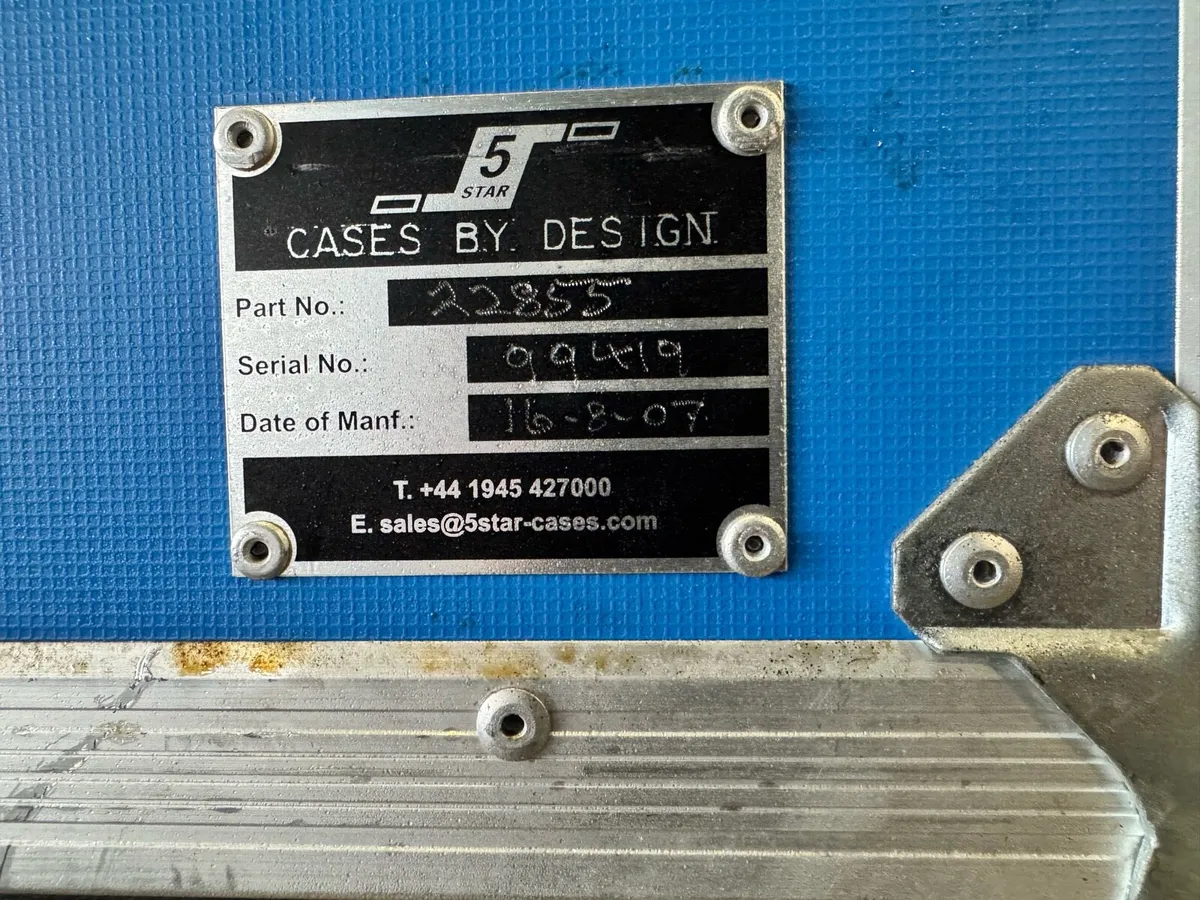 5
STAR
CASES BY DESIGN
Part No.: 22855
Serial No.: 99419
Date of Manf.: 16-8-07
T. +44 1945 427000
E. sales@5star-cases.com